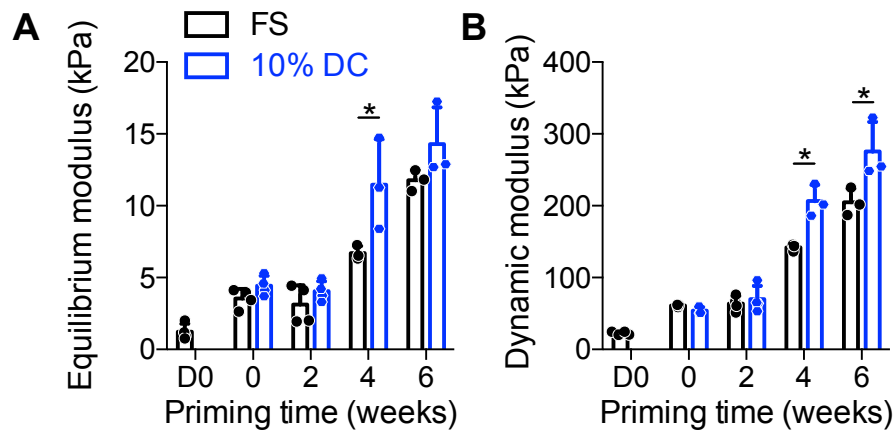 A
FS
10% DC
Equilibrium modulus (kPa)
20
15
10
5
0
*
D0 0 2 4 6
Priming time (weeks)
B
Dynamic modulus (kPa)
400
300
200
100
0
*
*
D0 0 2 4 6
Priming time (weeks)